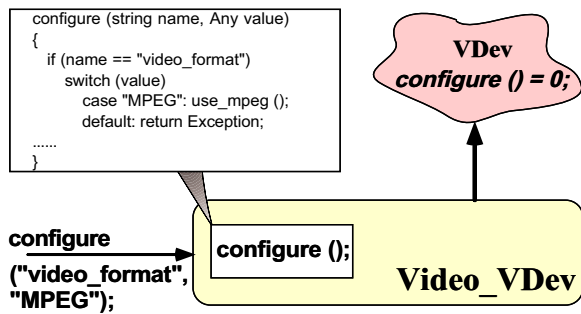 configure (string name, Any value)
{
if (name == "video_format")
switch (value)
case "MPEG": use_mpeg ();
default: return Exception;
......
}
VDev
configure () = 0;
configure
("video_format",
"MPEG");
configure ();
Video_VDev